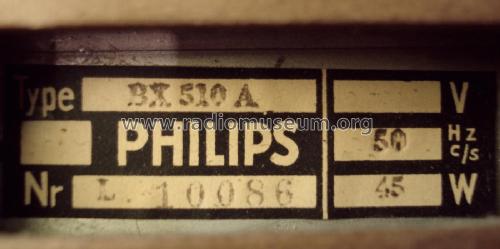 Type BX 510 A V
PHILIPS 50 Hz c/s
Nr L. 10086 45 W
www.radiomuseum.org